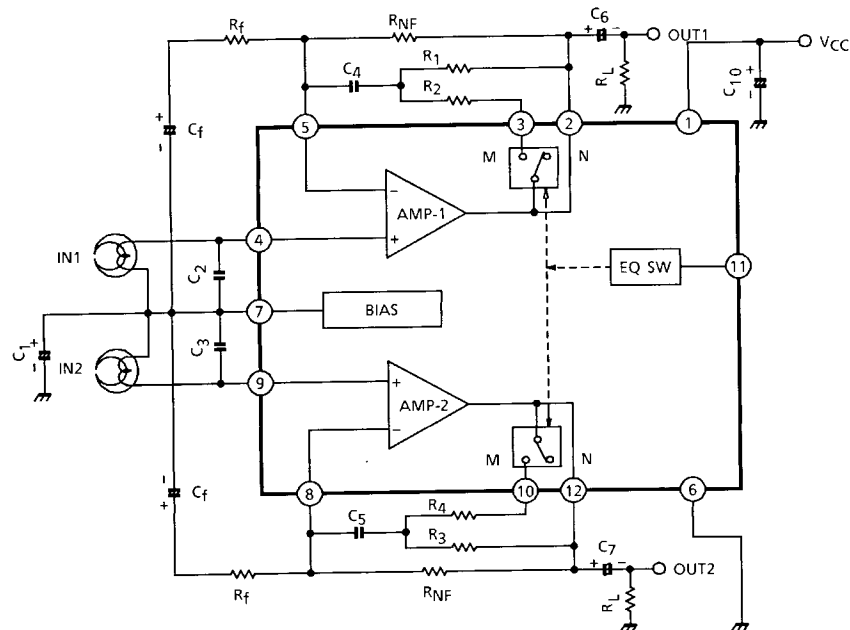 C6
Rf
RNF
+ -
OUT1
VCC
R1
C4
R2
RL
C10
+
-
+
-
Cf
5
3
2
1
M
N
-
AMP-1
+
IN1
4
C2
EQ SW
11
7
BIAS
C1
+
-
C3
IN2
9
+
AMP-2
-
M
N
8
10
12
6
-
+
Cf
R4
C5
R3
C7
+ -
OUT2
Rf
RNF
RL